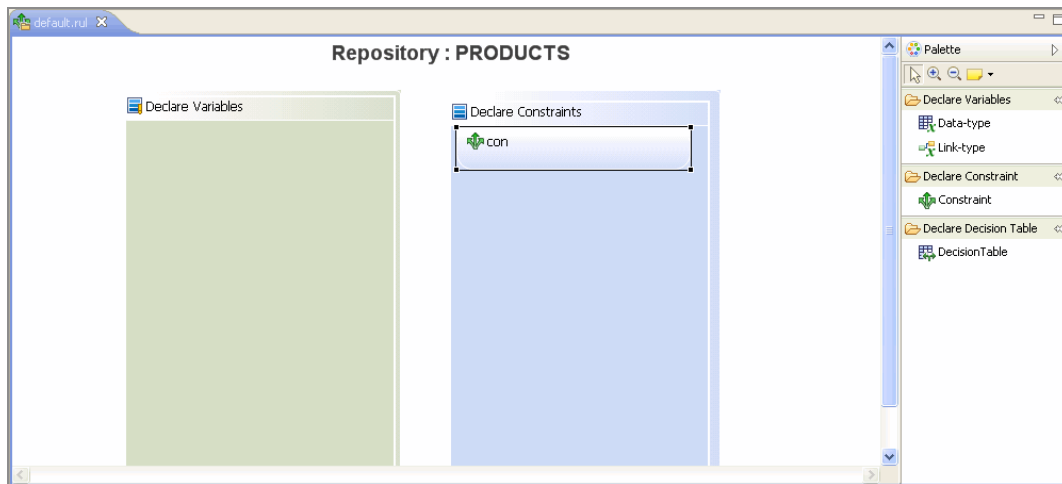 default.rul
Repository : PRODUCTS
Declare Variables
Declare Constraints
con
Palette
Declare Variables
Data-type
Link-type
Declare Constraint
Constraint
Declare Decision Table
DecisionTable